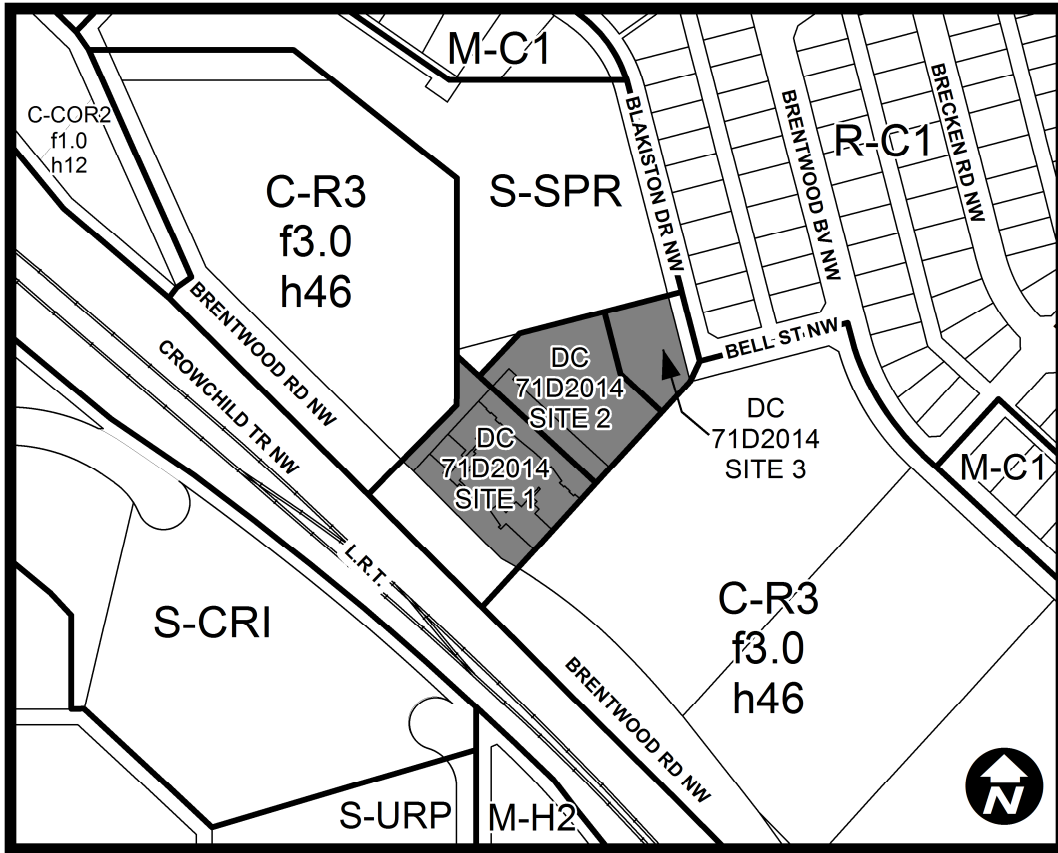 M-C1
C-COR2
f1.0
h12
C-R3
f3.0
h46
S-SPR
BLAKISTON DR NW
BRENTWOOD BV NW
R-C1
BRECKEN RD NW
BRENTWOOD RD NW
CROWCHILD TR NW
BELL ST NW
DC
71D2014
SITE 2
DC
71D2014
SITE 1
DC
71D2014
SITE 3
M-C1
L.R.T.
S-CRI
C-R3
f3.0
h46
BRENTWOOD RD NW
S-URP
M-H2
N